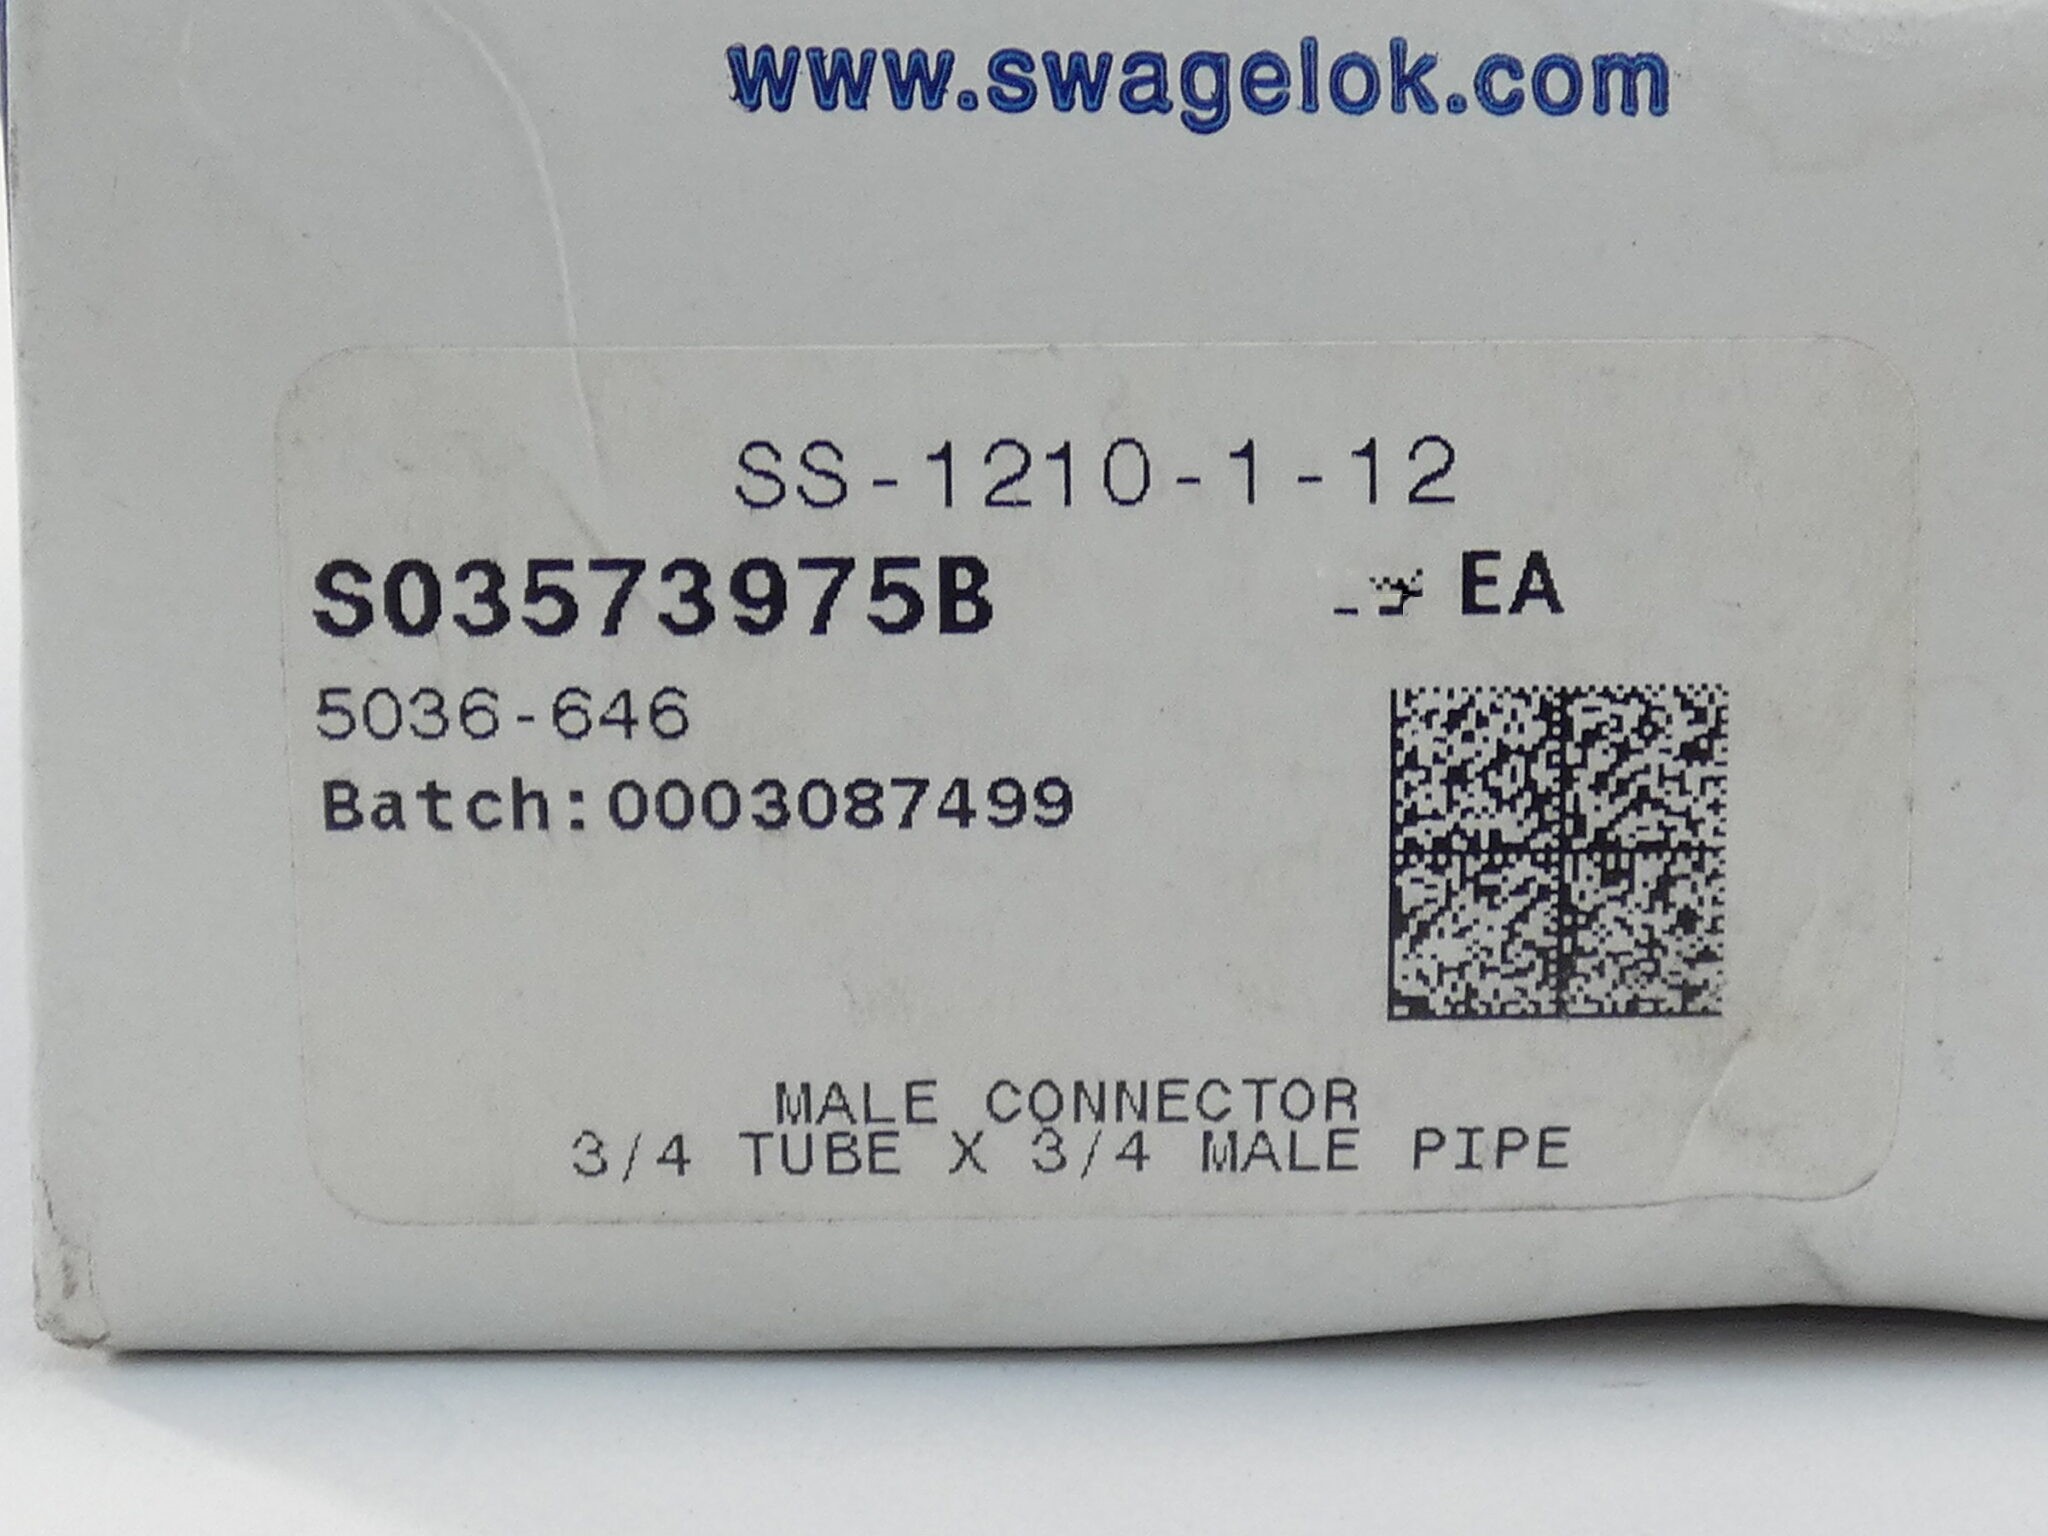 www.swagelok.com
SS-1210-1-12
S03573975B EA
5036-646
Batch:0003087499
MALE CONNECTOR
3/4 TUBE X 3/4 MALE PIPE